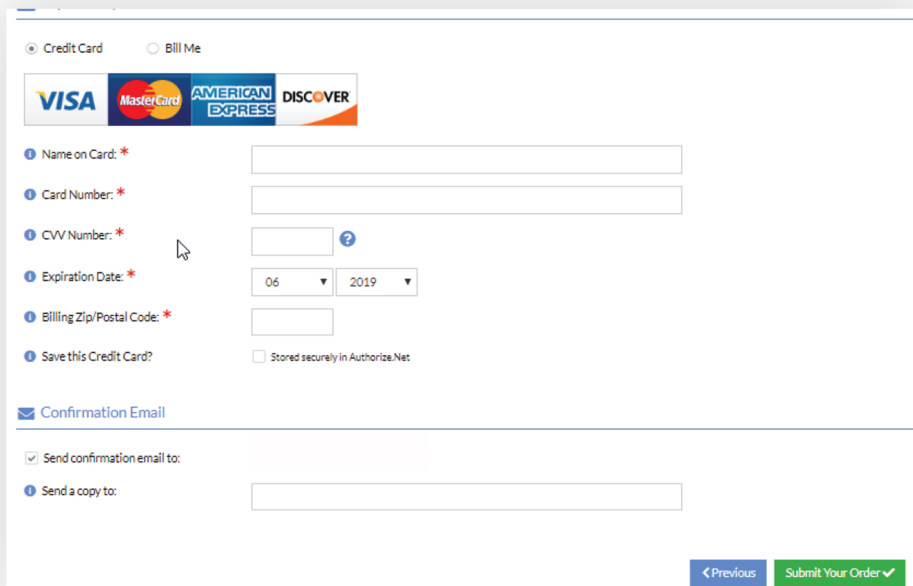 Credit Card Bill Me
VISA MasterCard AMERICAN EXPRESS DISCOVER
Name on Card: *
Card Number: *
CVV Number: *
Expiration Date: * 06 2019
Billing Zip/Postal Code: *
Save this Credit Card? Stored securely in Authorize.Net
Confirmation Email
Send confirmation email to:
Send a copy to:
Previous Submit Your Order